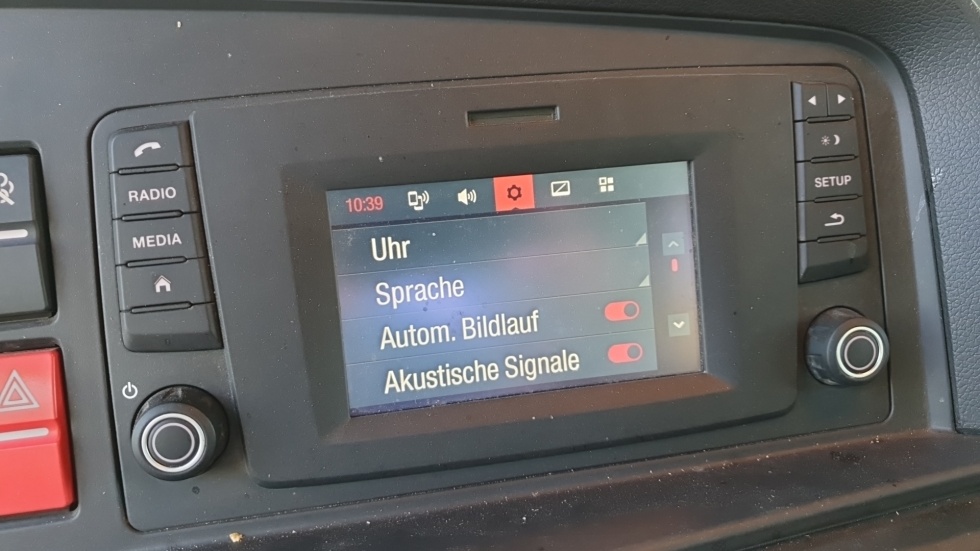 RADIO
MEDIA
10:39
Uhr
Sprache
Autom. Bildlauf
Akustische Signale
SETUP